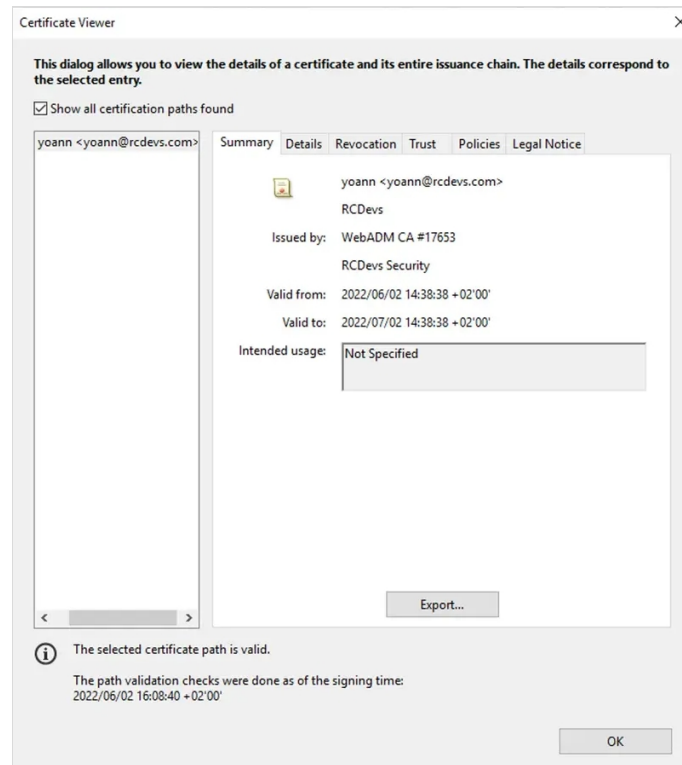 Certificate Viewer
This dialog allows you to view the details of a certificate and its entire issuance chain. The details correspond to
the selected entry.
Show all certification paths found
yoann <yoann@rcdevs.com>
Summary Details Revocation Trust Policies Legal Notice
yoann <yoann@rcdevs.com>
RCDevs
Issued by: WebADM CA #17653
RCDevs Security
Valid from: 2022/06/02 14:38:38 +02'00'
Valid to: 2022/07/02 14:38:38 +02'00'
Intended usage: Not Specified
Export...
The selected certificate path is valid.
The path validation checks were done as of the signing time:
2022/06/02 16:08:40 +02'00'
OK